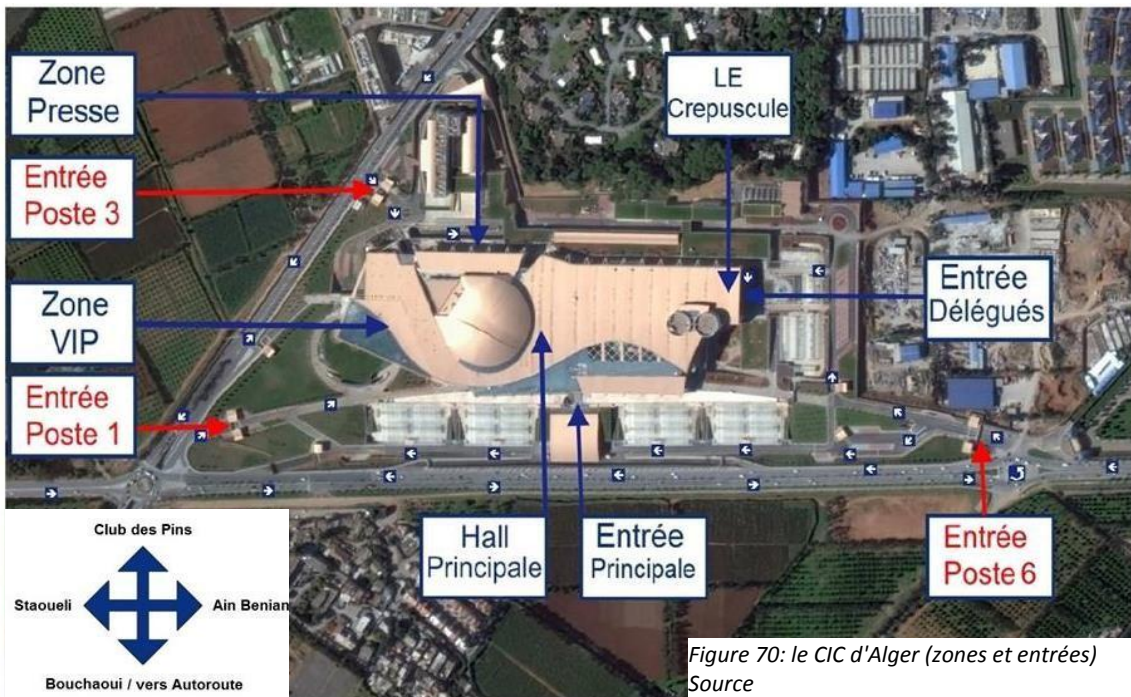 Zone
Presse
LE
Crepuscule
Entrée
Poste 3
Zone
VIP
Entrée
Délégués
Entrée
Poste 1
Hall
Principale
Entrée
Principale
Entrée
Poste 6
Club des Pins
Staoueli
Ain Benian
Bouchaoui / vers Autoroute
Figure 70: le CIC d'Alger (zones et entrées)
Source